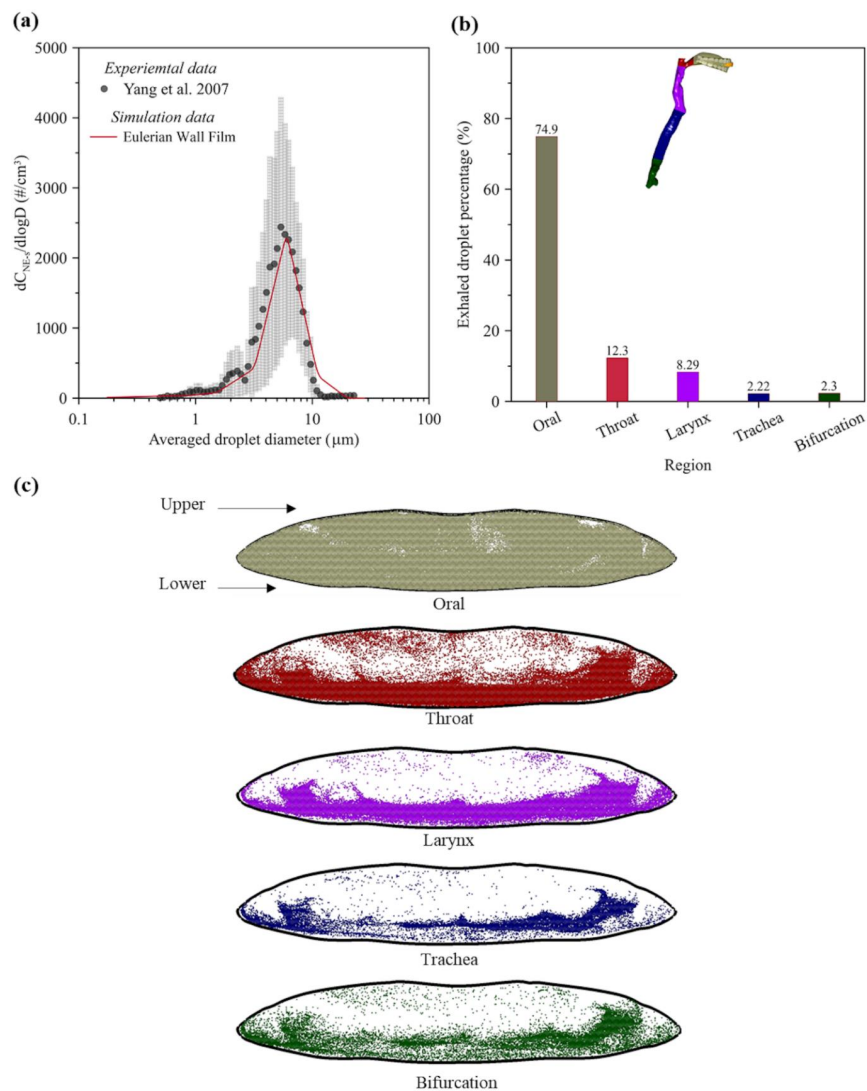 (a)
5000
4000
3000
2000
1000
0
dC_NE-s/dlogD (#/cm³)
Experiemtal data
Yang et al. 2007
Simulation data
Eulerian Wall Film
0.1 1 10 100
Averaged droplet diameter (µm)
(b)
100
80
60
40
20
0
Exhaled droplet percentage (%)
74.9
12.3
8.29
2.22
2.3
Oral Throat Larynx Trachea Bifurcation
Region
(c)
Upper
Lower
Oral
Throat
Larynx
Trachea
Bifurcation